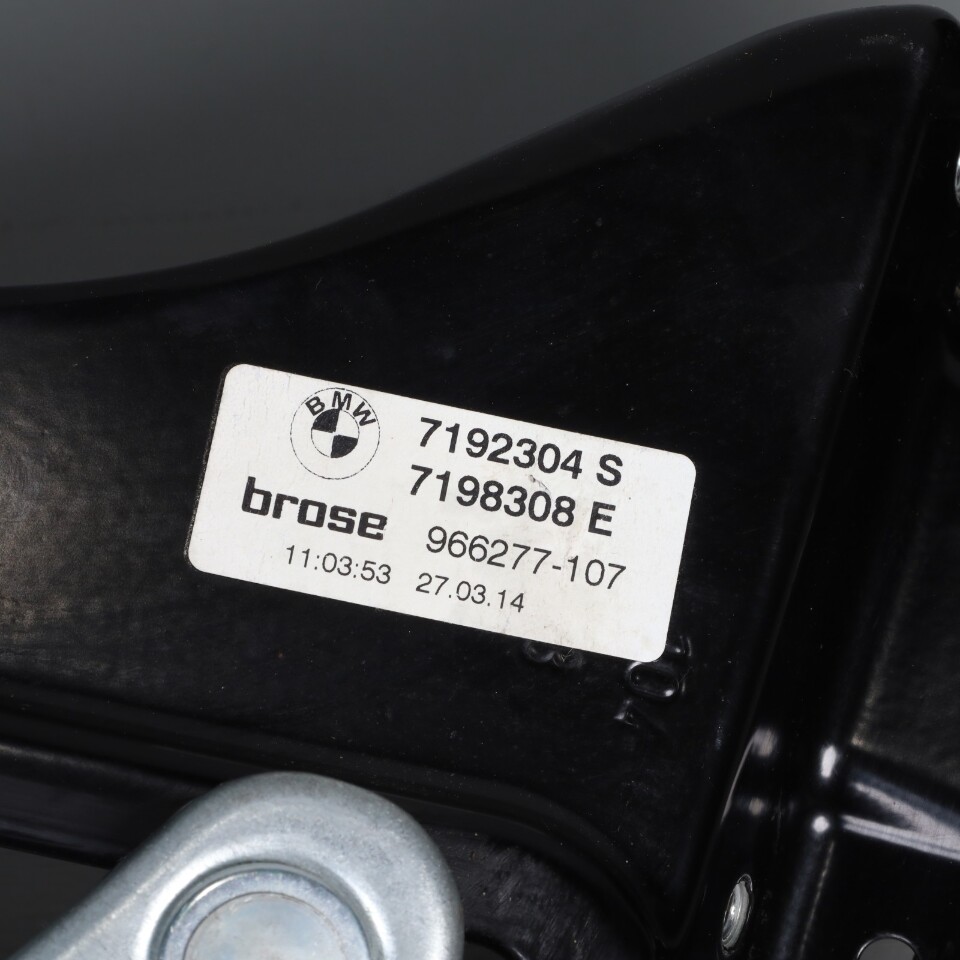 BMW
7192304 S
7198308 E
brose
966277-107
11:03:53 27.03.14